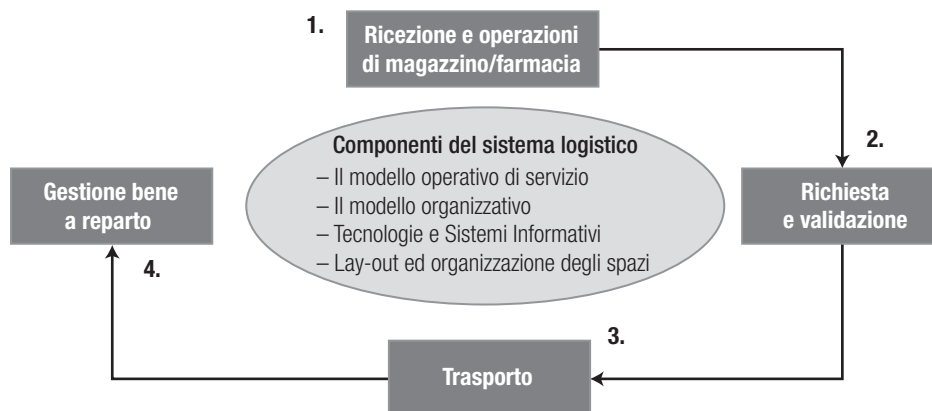 1.
Ricezione e operazioni
di magazzino/farmacia
2.
Richiesta
e validazione
Componenti del sistema logistico
– Il modello operativo di servizio
– Il modello organizzativo
– Tecnologie e Sistemi Informativi
– Lay-out ed organizzazione degli spazi
3.
Trasporto
4.
Gestione bene
a reparto